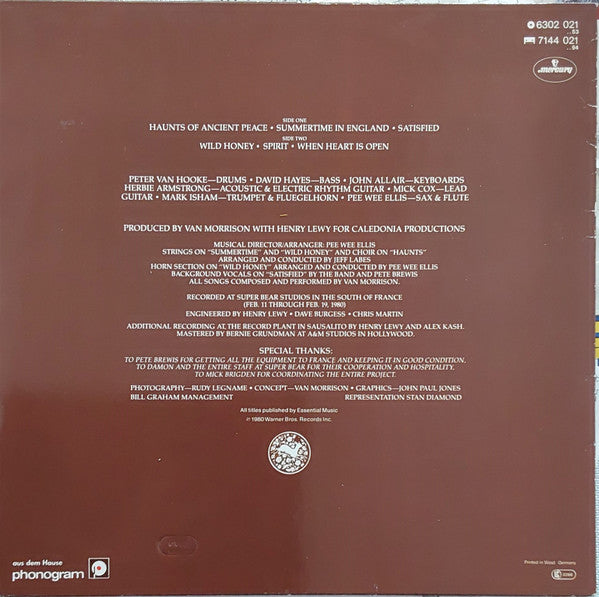 6302 021
..53
7144 021
..94
mercury
SIDE ONE
HAUNTS OF ANCIENT PEACE • SUMMERTIME IN ENGLAND • SATISFIED
SIDE TWO
WILD HONEY • SPIRIT • WHEN HEART IS OPEN
PETER VAN HOOKE—DRUMS • DAVID HAYES—BASS • JOHN ALLAIR—KEYBOARDS
HERBIE ARMSTRONG—ACOUSTIC & ELECTRIC RHYTHM GUITAR • MICK COX—LEAD
GUITAR • MARK ISHAM—TRUMPET & FLUEGELHORN • PEE WEE ELLIS—SAX & FLUTE
PRODUCED BY VAN MORRISON WITH HENRY LEWY FOR CALEDONIA PRODUCTIONS
MUSICAL DIRECTOR/ARRANGER: PEE WEE ELLIS
STRINGS ON "SUMMERTIME" AND "WILD HONEY" AND CHOIR ON "HAUNTS"
ARRANGED AND CONDUCTED BY JEFF LABES
HORN SECTION ON "WILD HONEY" ARRANGED AND CONDUCTED BY PEE WEE ELLIS
BACKGROUND VOCALS ON "SATISFIED" BY THE BAND AND PETE BREWIS
ALL SONGS COMPOSED AND PERFORMED BY VAN MORRISON.
RECORDED AT SUPER BEAR STUDIOS IN THE SOUTH OF FRANCE
(FEB. 11 THROUGH FEB. 19, 1980)
ENGINEERED BY HENRY LEWY • DAVE BURGESS • CHRIS MARTIN
ADDITIONAL RECORDING AT THE RECORD PLANT IN SAUSALITO BY HENRY LEWY AND ALEX KASH.
MASTERED BY BERNIE GRUNDMAN AT A&M STUDIOS IN HOLLYWOOD.
SPECIAL THANKS:
TO PETE BREWIS FOR GETTING ALL THE EQUIPMENT TO FRANCE AND KEEPING IT IN GOOD CONDITION,
TO DAMON AND THE ENTIRE STAFF AT SUPER BEAR FOR THEIR COOPERATION AND HOSPITALITY,
TO MICK BRIGDEN FOR COORDINATING THE ENTIRE PROJECT.
PHOTOGRAPHY—RUDY LEGNAME • CONCEPT—VAN MORRISON • GRAPHICS—JOHN PAUL JONES
BILL GRAHAM MANAGEMENT REPRESENTATION STAN DIAMOND
All titles published by Essential Music
℗ 1980 Warner Bros. Records Inc.
aus dem Hause
phonogram
Printed in West Germany